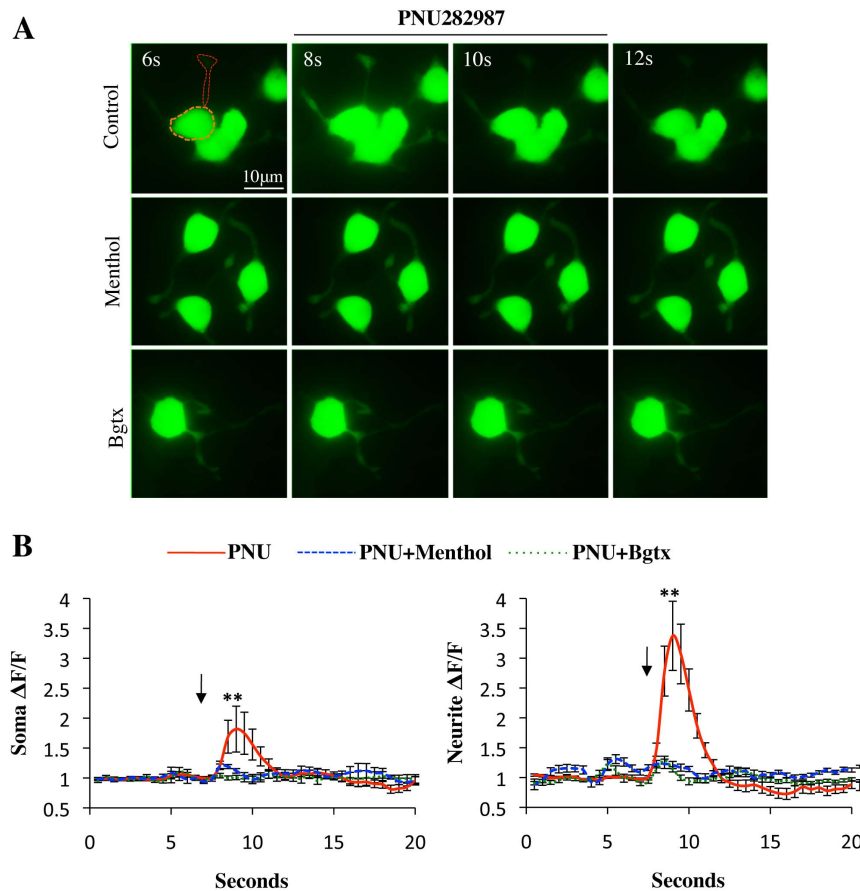 A
PNU282987
6s 8s 10s 12s
Control
10μm
Menthol
Bgtx
B
PNU PNU+Menthol PNU+Bgtx
Soma ΔF/F
4
3.5
3
2.5
2
1.5
1
0.5
**
0 5 10 15 20
Seconds
Neurite ΔF/F
4
3.5
3
2.5
2
1.5
1
0.5
**
0 5 10 15 20
Seconds